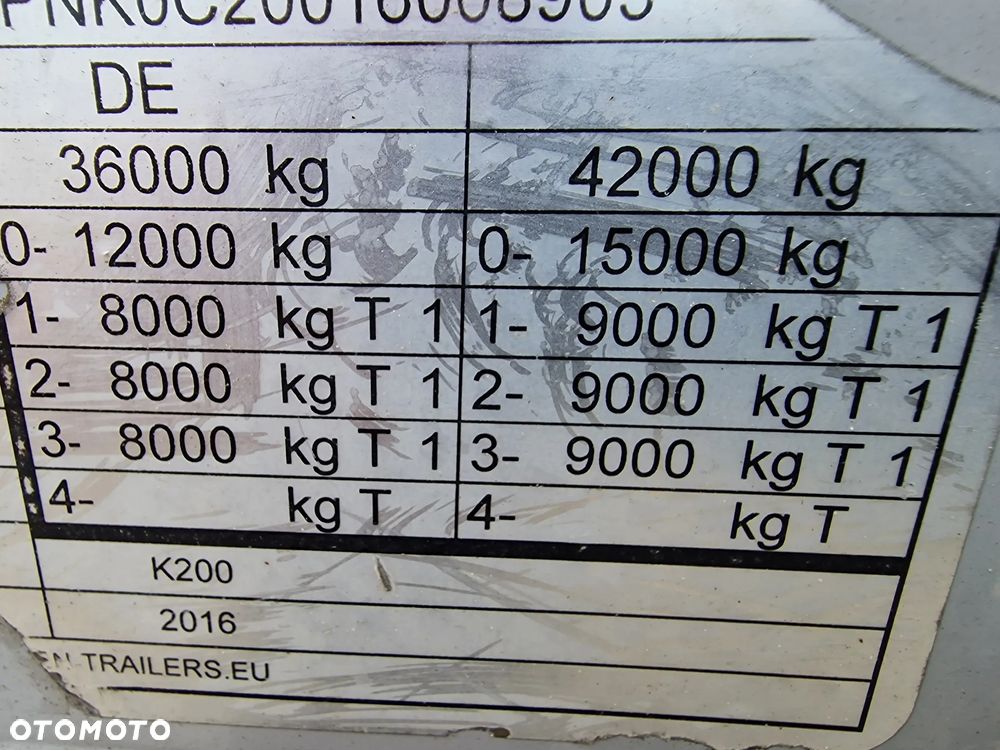 DE
36000 kg 42000 kg
0- 12000 kg 0- 15000 kg
1- 8000 kg T 1 1- 9000 kg T 1
2- 8000 kg T 1 2- 9000 kg T 1
3- 8000 kg T 1 3- 9000 kg T 1
4- kg T 4- kg T
K200
2016
EN-TRAILERS.EU
OTOMOTO